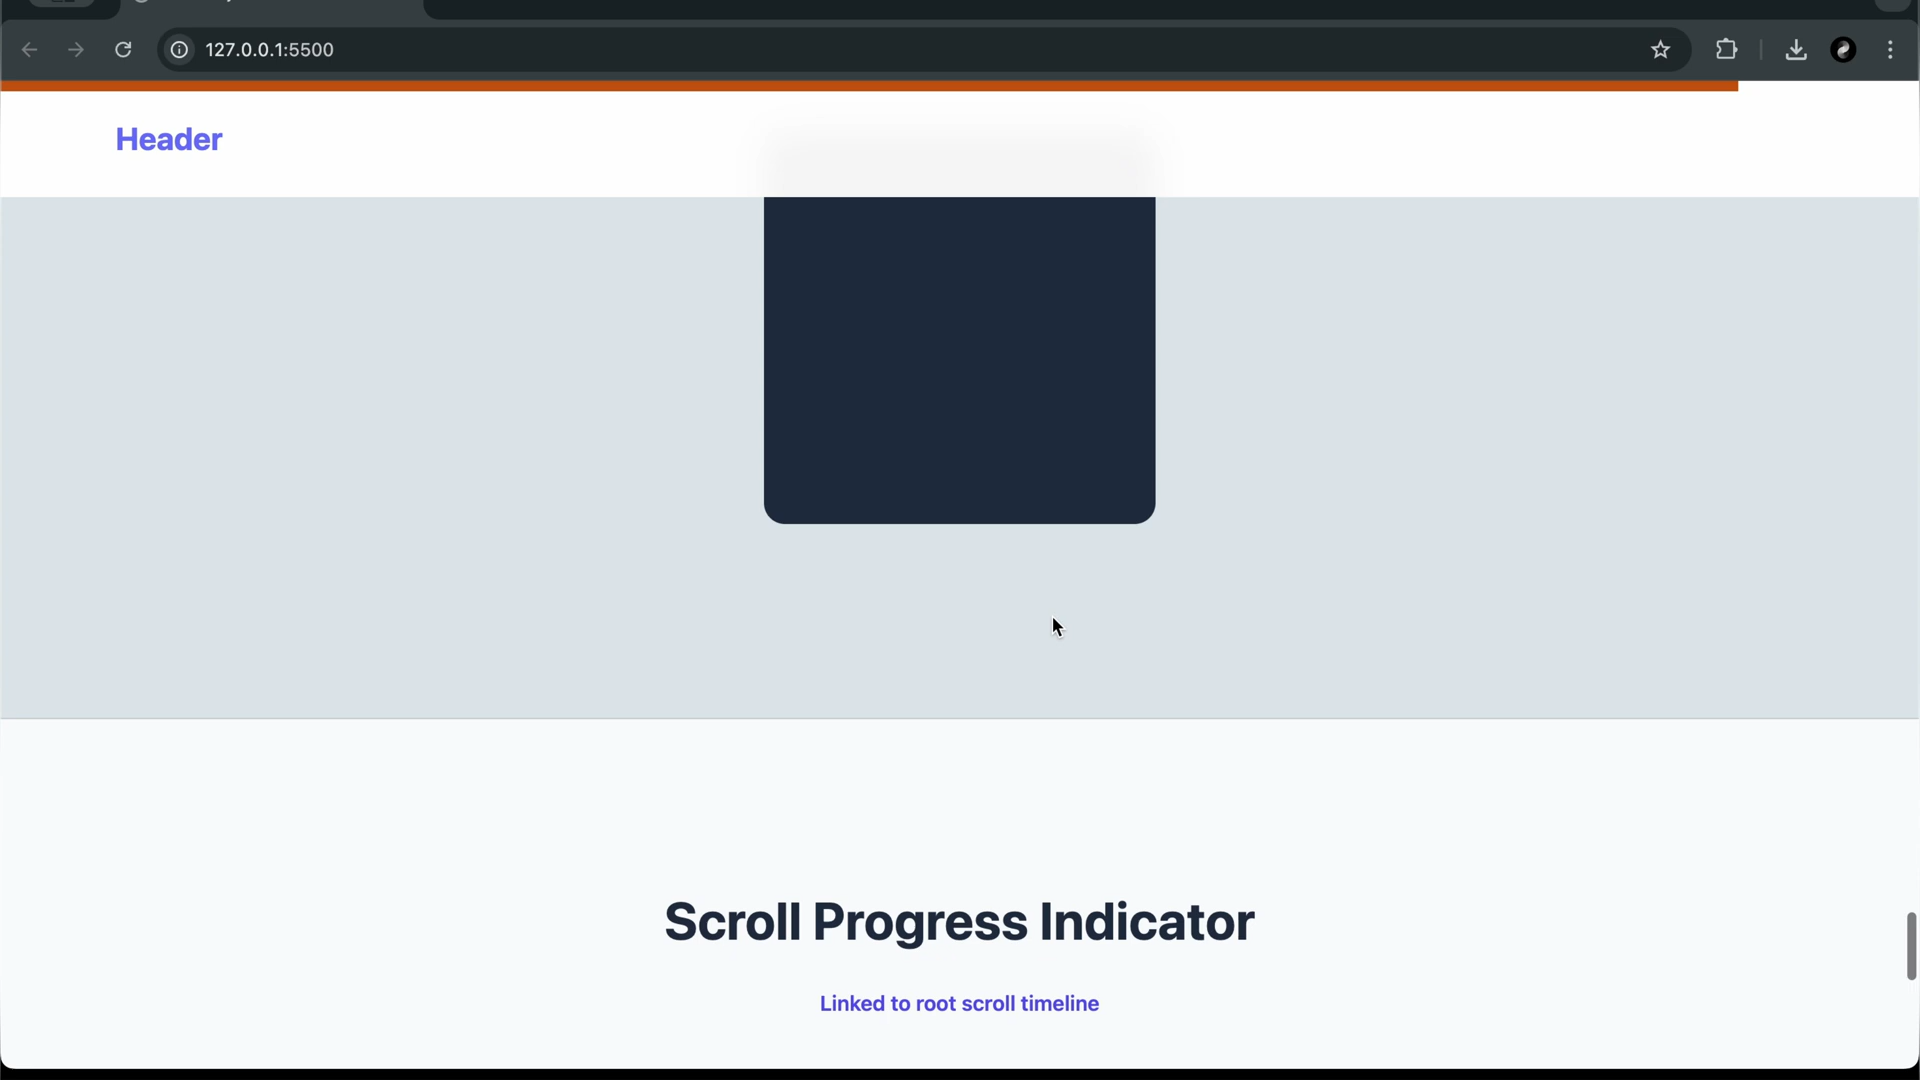 127.0.0.1:5500
Header
Scroll Progress Indicator
Linked to root scroll timeline